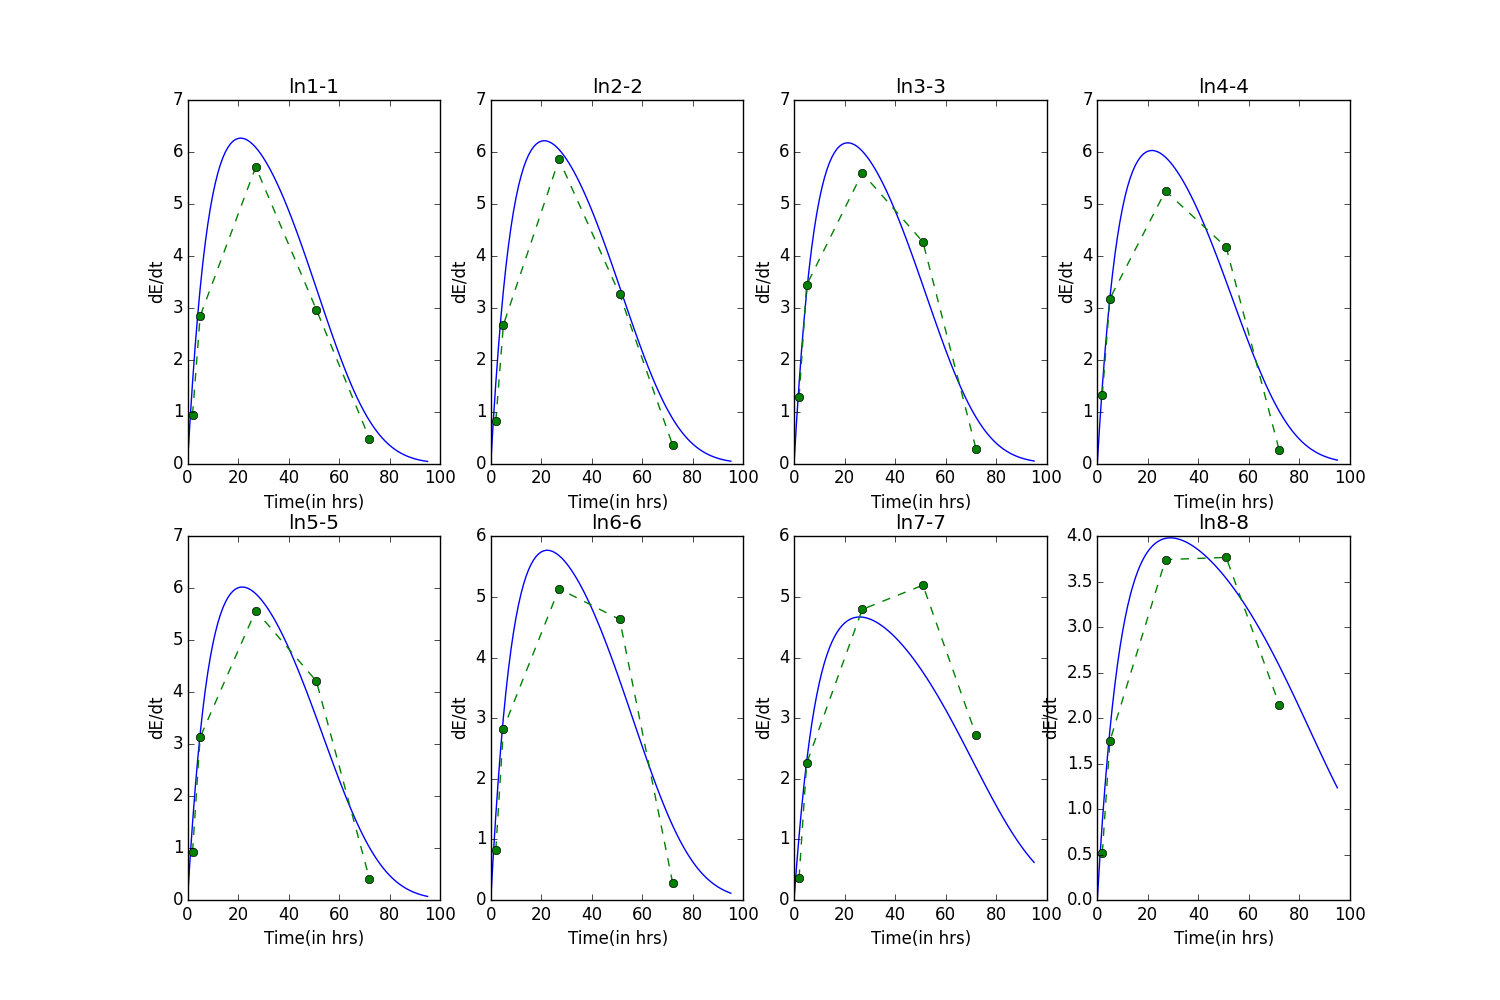 ln1-1 ln2-2 ln3-3 ln4-4
7 7 7 7
6 6 6 6
5 5 5 5
4 4 4 4
dE/dt dE/dt dE/dt dE/dt
3 3 3 3
2 2 2 2
1 1 1 1
0 0 0 0
0 20 40 60 80 100 0 20 40 60 80 100 0 20 40 60 80 100 0 20 40 60 80 100
Time(in hrs) Time(in hrs) Time(in hrs) Time(in hrs)
ln5-5 ln6-6 ln7-7 ln8-8
7 6 6 4.0
6 5 5 3.5
5 4 4 3.0
4 3 3 2.5
dE/dt dE/dt dE/dt dE/dt
3 2 2 2.0
2 1 1 1.5
1 0 0 1.0
0 0.5
0.0
0 20 40 60 80 100 0 20 40 60 80 100 0 20 40 60 80 100 0 20 40 60 80 100
Time(in hrs) Time(in hrs) Time(in hrs) Time(in hrs)